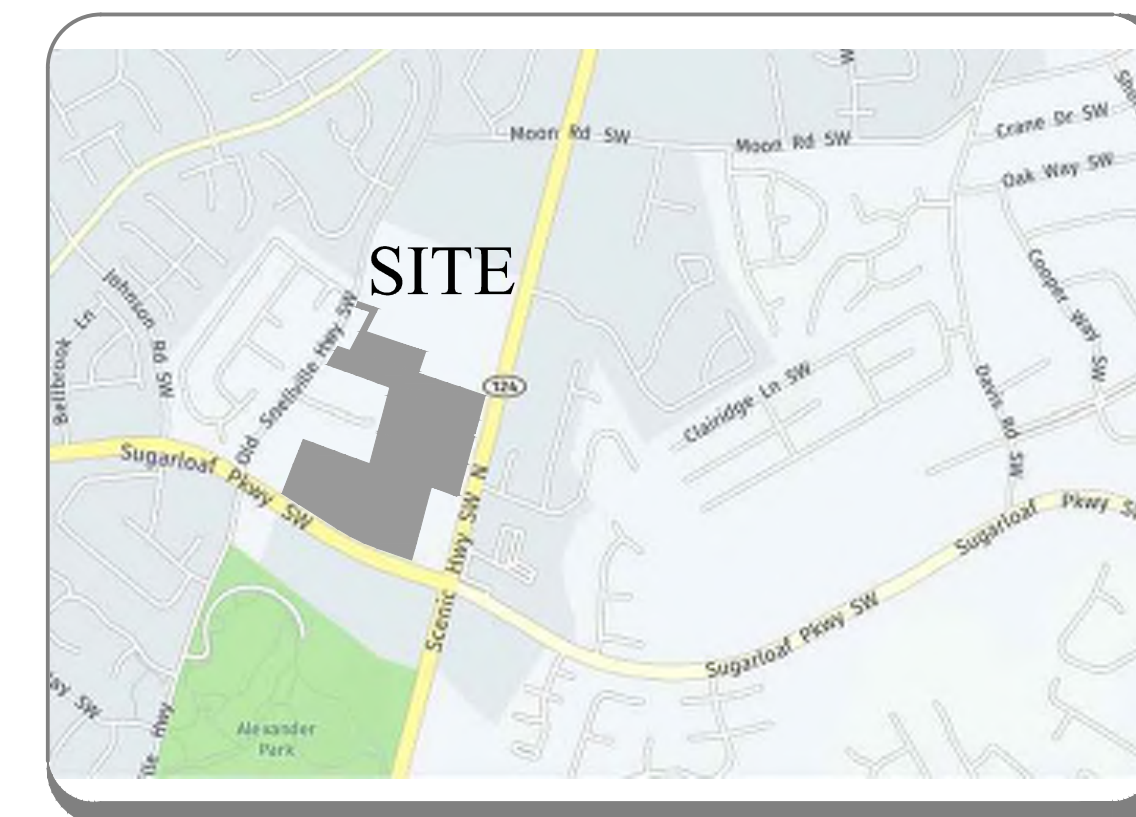 Moon Rd SW
Moon Rd SW
Crane Dr SW
Oak Way SW
SITE
Johnson Rd SW
Bellbrook Ln
Old Snellville Hwy SW
124
Cooper Way SW
Clairidge Ln SW
Davis Rd SW
Sugarloaf Pkwy SW
Scenic Hwy SW N
Sugarloaf Pkwy
Sugarloaf Pkwy SW
Alexander
Park
SW
Hwy